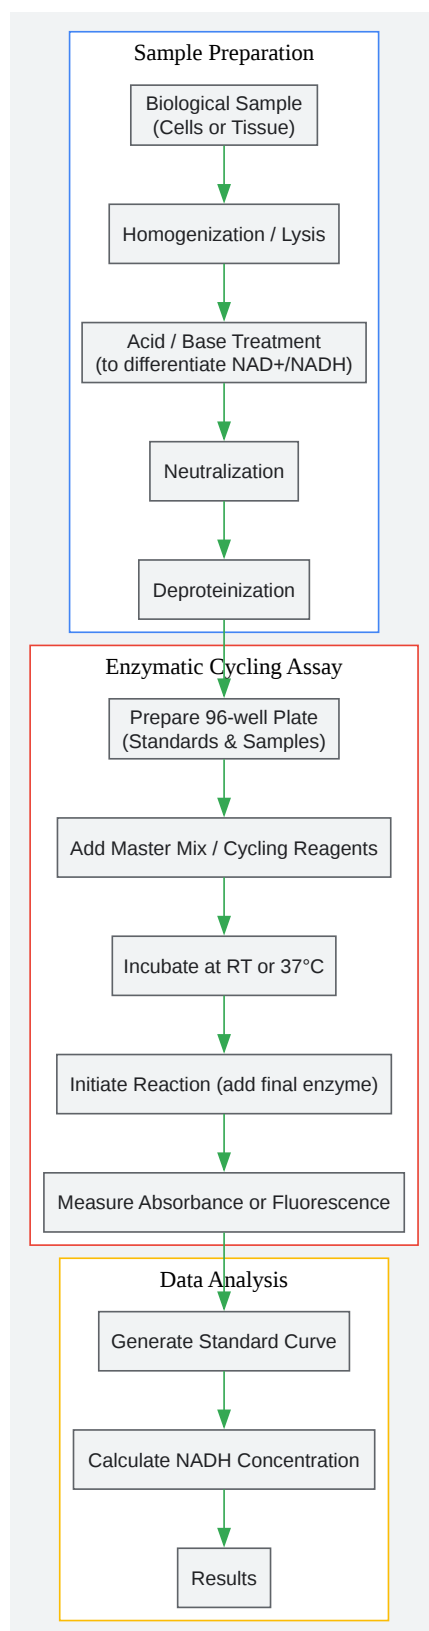 Sample Preparation
Biological Sample
(Cells or Tissue)
Homogenization / Lysis
Acid / Base Treatment
(to differentiate NAD+/NADH)
Neutralization
Deproteinization
Enzymatic Cycling Assay
Prepare 96-well Plate
(Standards & Samples)
Add Master Mix / Cycling Reagents
Incubate at RT or 37°C
Initiate Reaction (add final enzyme)
Measure Absorbance or Fluorescence
Data Analysis
Generate Standard Curve
Calculate NADH Concentration
Results